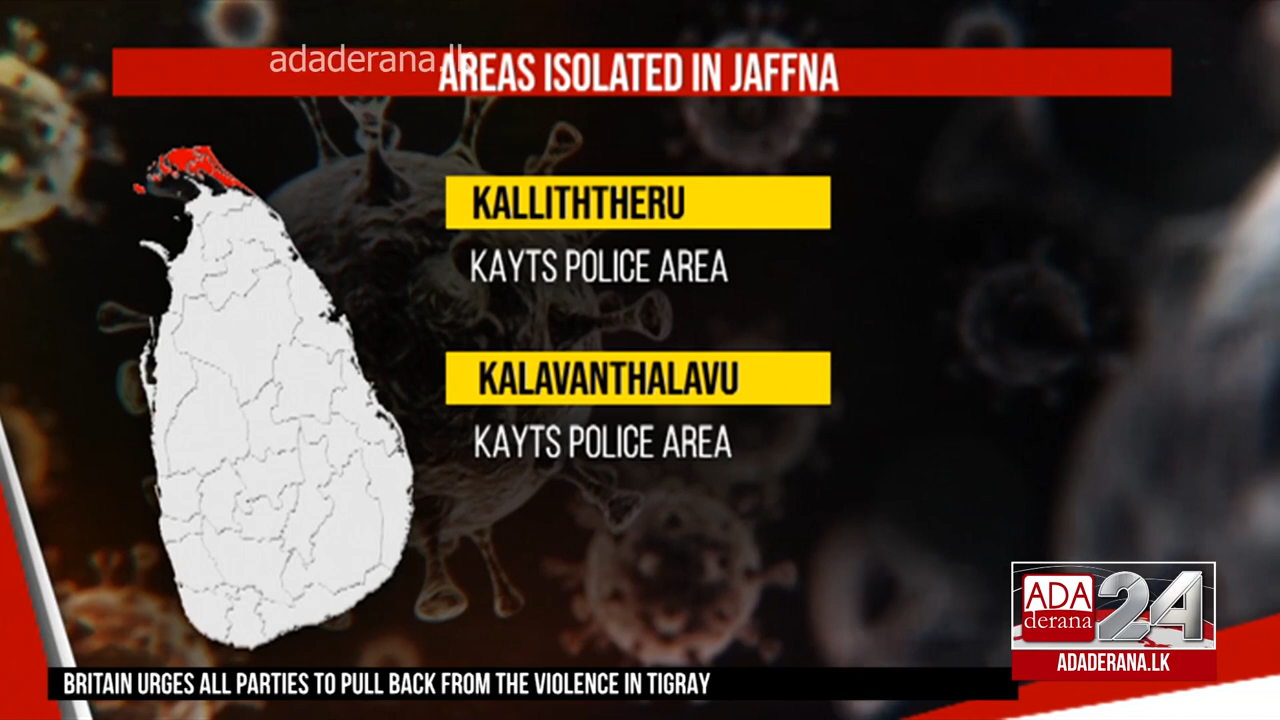 adaderana.lk
AREAS ISOLATED IN JAFFNA
KALLITHTHERU
KAYTS POLICE AREA
KALAVANTHALAVU
KAYTS POLICE AREA
ADA
derana
24
ADADERANA.LK
BRITAIN URGES ALL PARTIES TO PULL BACK FROM THE VIOLENCE IN TIGRAY